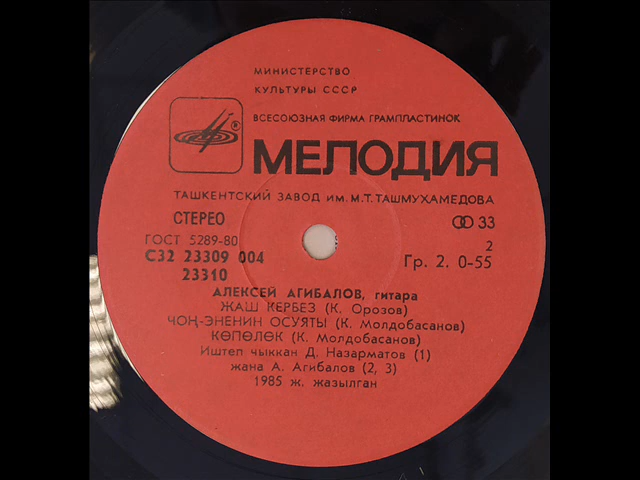 МИНИСТЕРСТВО
КУЛЬТУРЫ СССР
ВСЕСОЮЗНАЯ ФИРМА ГРАМПЛАСТИНОК
®
МЕЛОДИЯ
ТАШКЕНТСКИЙ ЗАВОД ИМ. М.Т. ТАШМУХАМЕДОВА
СТЕРЕО 33
ГОСТ 5289-80 2
С32 23309 004 Гр. 2. 0-55
23310
АЛЕКСЕЙ АГИБАЛОВ, гитара
ЖАШ КЕРБЕЗ (К. Орозов)
ЧОҢ-ЭНЕНИН ОСУЯТЫ (К. Молдобасанов)
КӨПӨЛӨК (К. Молдобасанов)
Иштеп чыккан Д. Назарматов (1)
жана А. Агибалов (2, 3)
1985 ж. жазылган